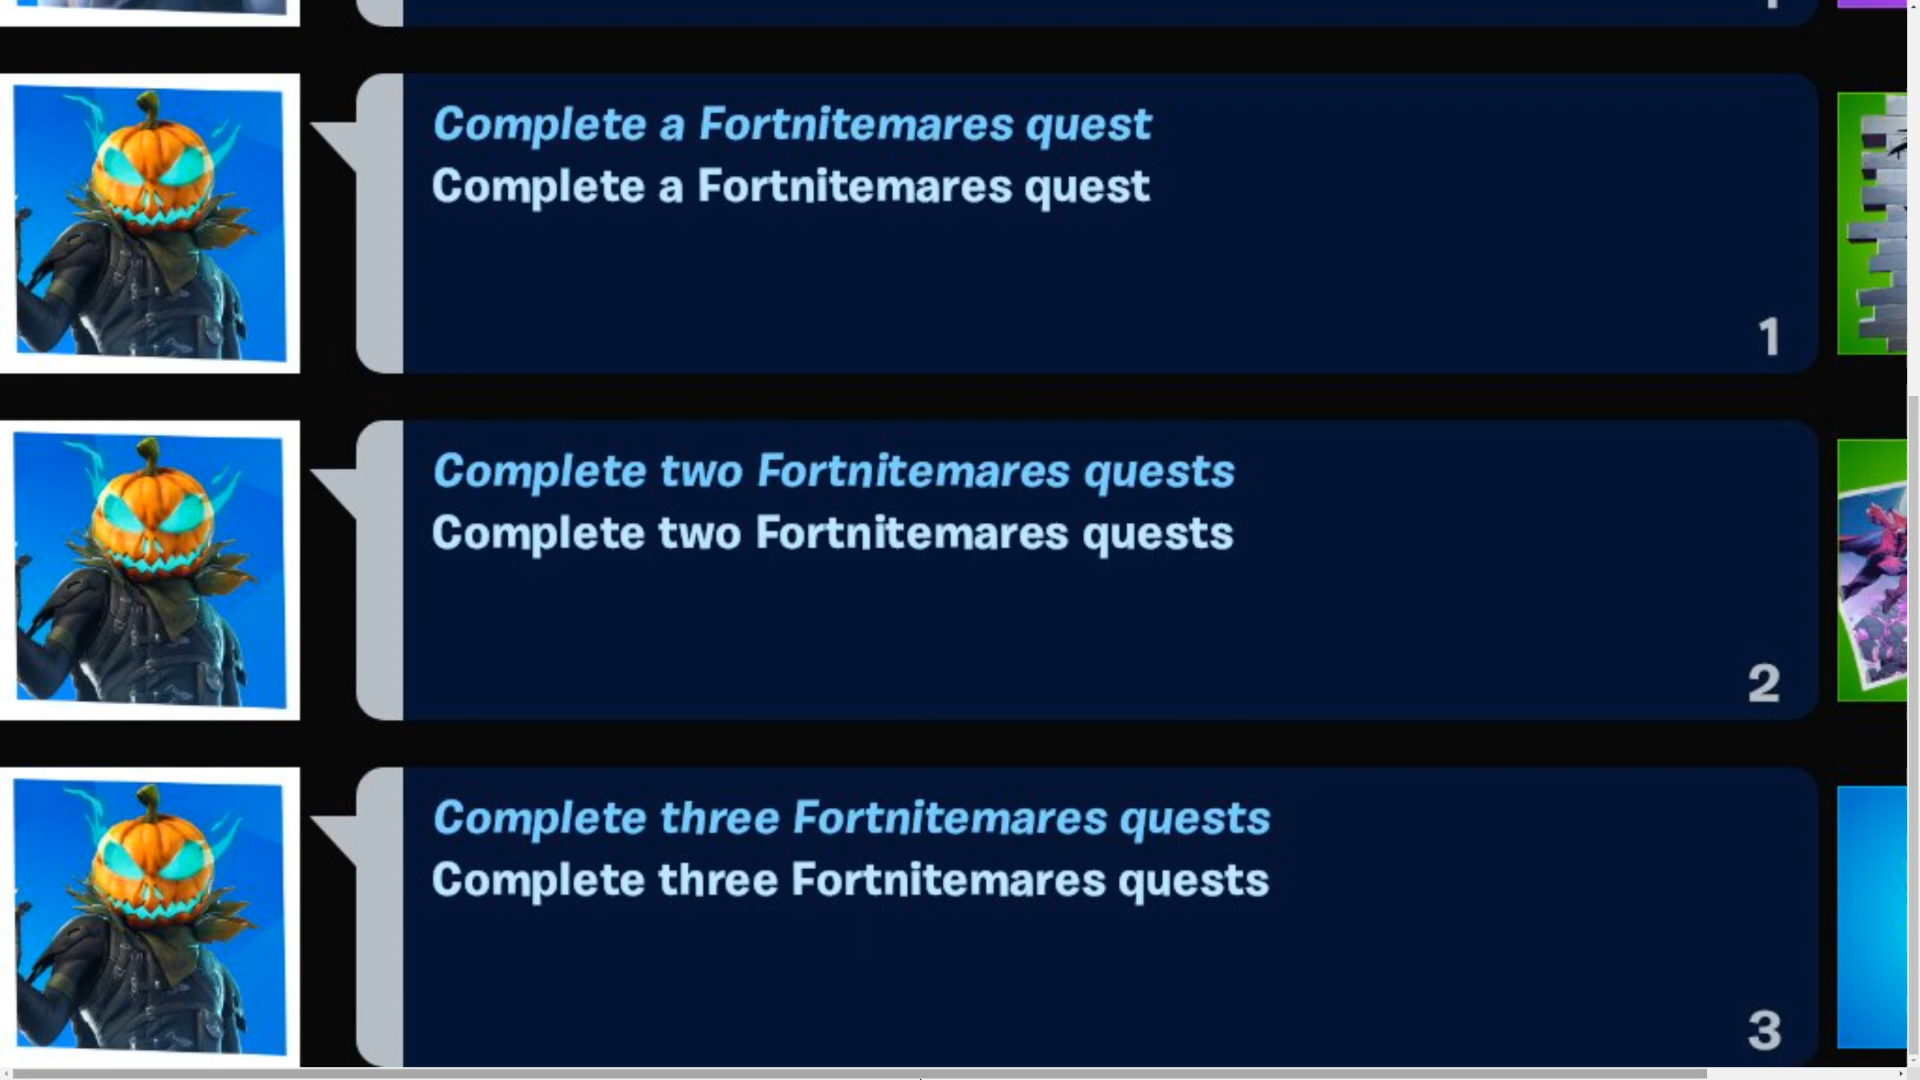 Complete a Fortnitemares quest
Complete a Fortnitemares quest
1
Complete two Fortnitemares quests
Complete two Fortnitemares quests
2
Complete three Fortnitemares quests
Complete three Fortnitemares quests
3